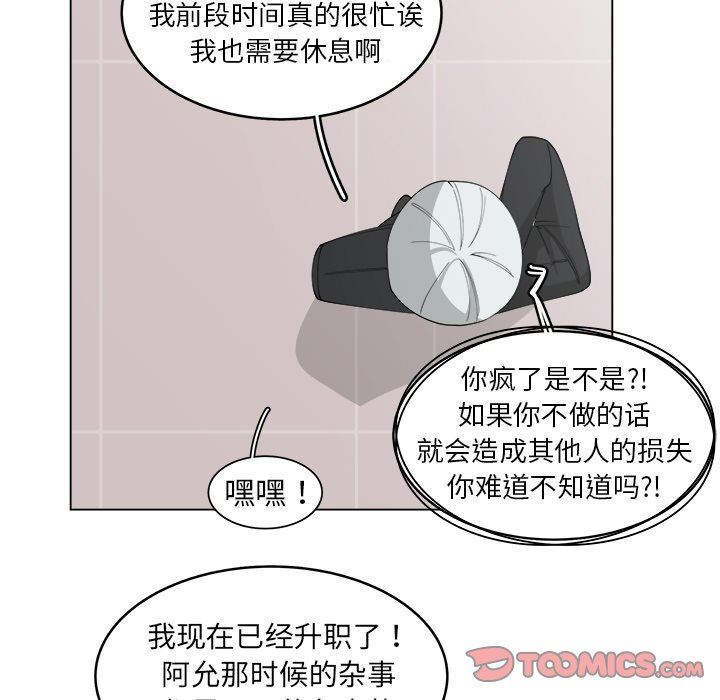 我前段时间真的很忙诶
我也需要休息啊
你疯了是不是?!
如果你不做的话
就会造成其他人的损失
你难道不知道吗?!
嘿嘿！
我现在已经升职了！
阿允那时候的杂事
TOOMICS.COM